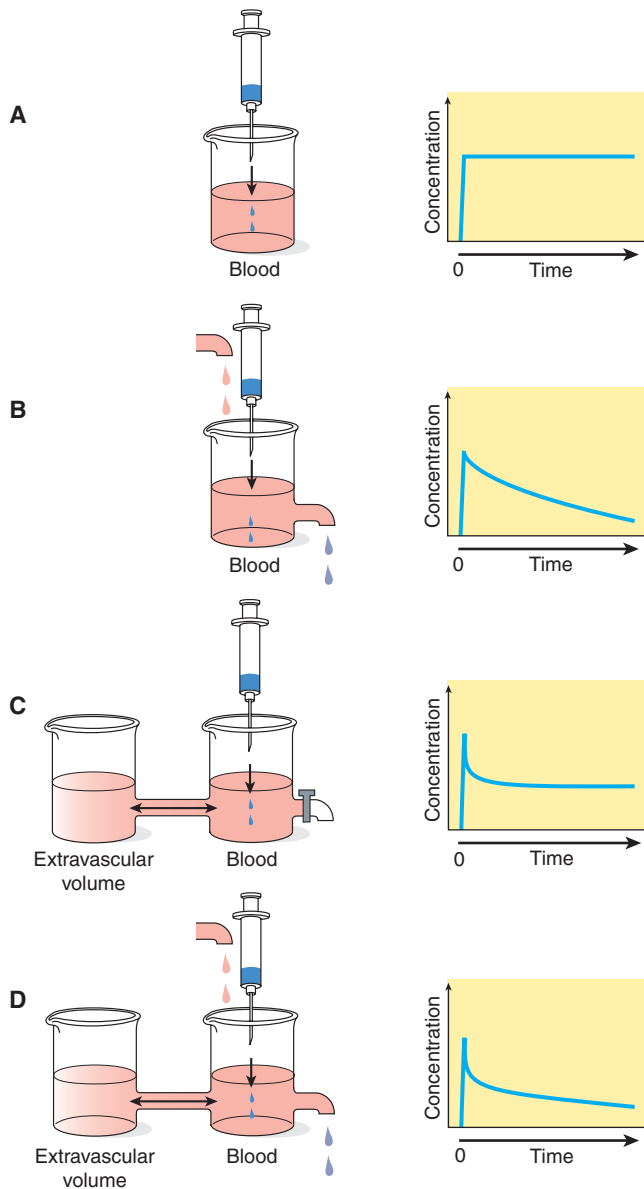 A
Blood
Concentration
0
Time
B
Blood
Concentration
0
Time
C
Extravascular
volume
Blood
Concentration
0
Time
D
Extravascular
volume
Blood
Concentration
0
Time